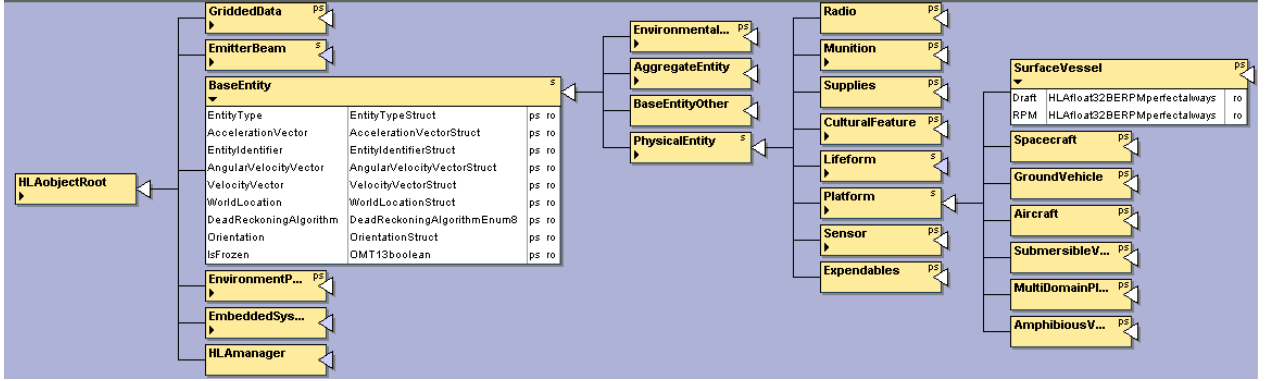 HLAobjectRoot
GriddedData ps
EmitterBeam s
BaseEntity s
EntityType EntityTypeStruct ps ro
AccelerationVector AccelerationVectorStruct ps ro
EntityIdentifier EntityIdentifierStruct ps ro
AngularVelocityVector AngularVelocityVectorStruct ps ro
VelocityVector VelocityVectorStruct ps ro
WorldLocation WorldLocationStruct ps ro
DeadReckoningAlgorithm DeadReckoningAlgorithmEnum8 ps ro
Orientation OrientationStruct ps ro
IsFrozen OMT13boolean ps ro
EnvironmentP... ps
EmbeddedSys...
HLAmanager
Environmental... ps
AggregateEntity ps
BaseEntityOther ps
PhysicalEntity s
Radio ps
Munition ps
Supplies ps
CulturalFeature ps
Lifeform s
Platform s
Sensor ps
Expendables ps
SurfaceVessel ps
Draft HLAfloat32BERPMperfectalways ro
RPM HLAfloat32BERPMperfectalways ro
Spacecraft ps
GroundVehicle ps
Aircraft ps
SubmersibleV... ps
MultiDomainPl... ps
AmphibiousV... ps